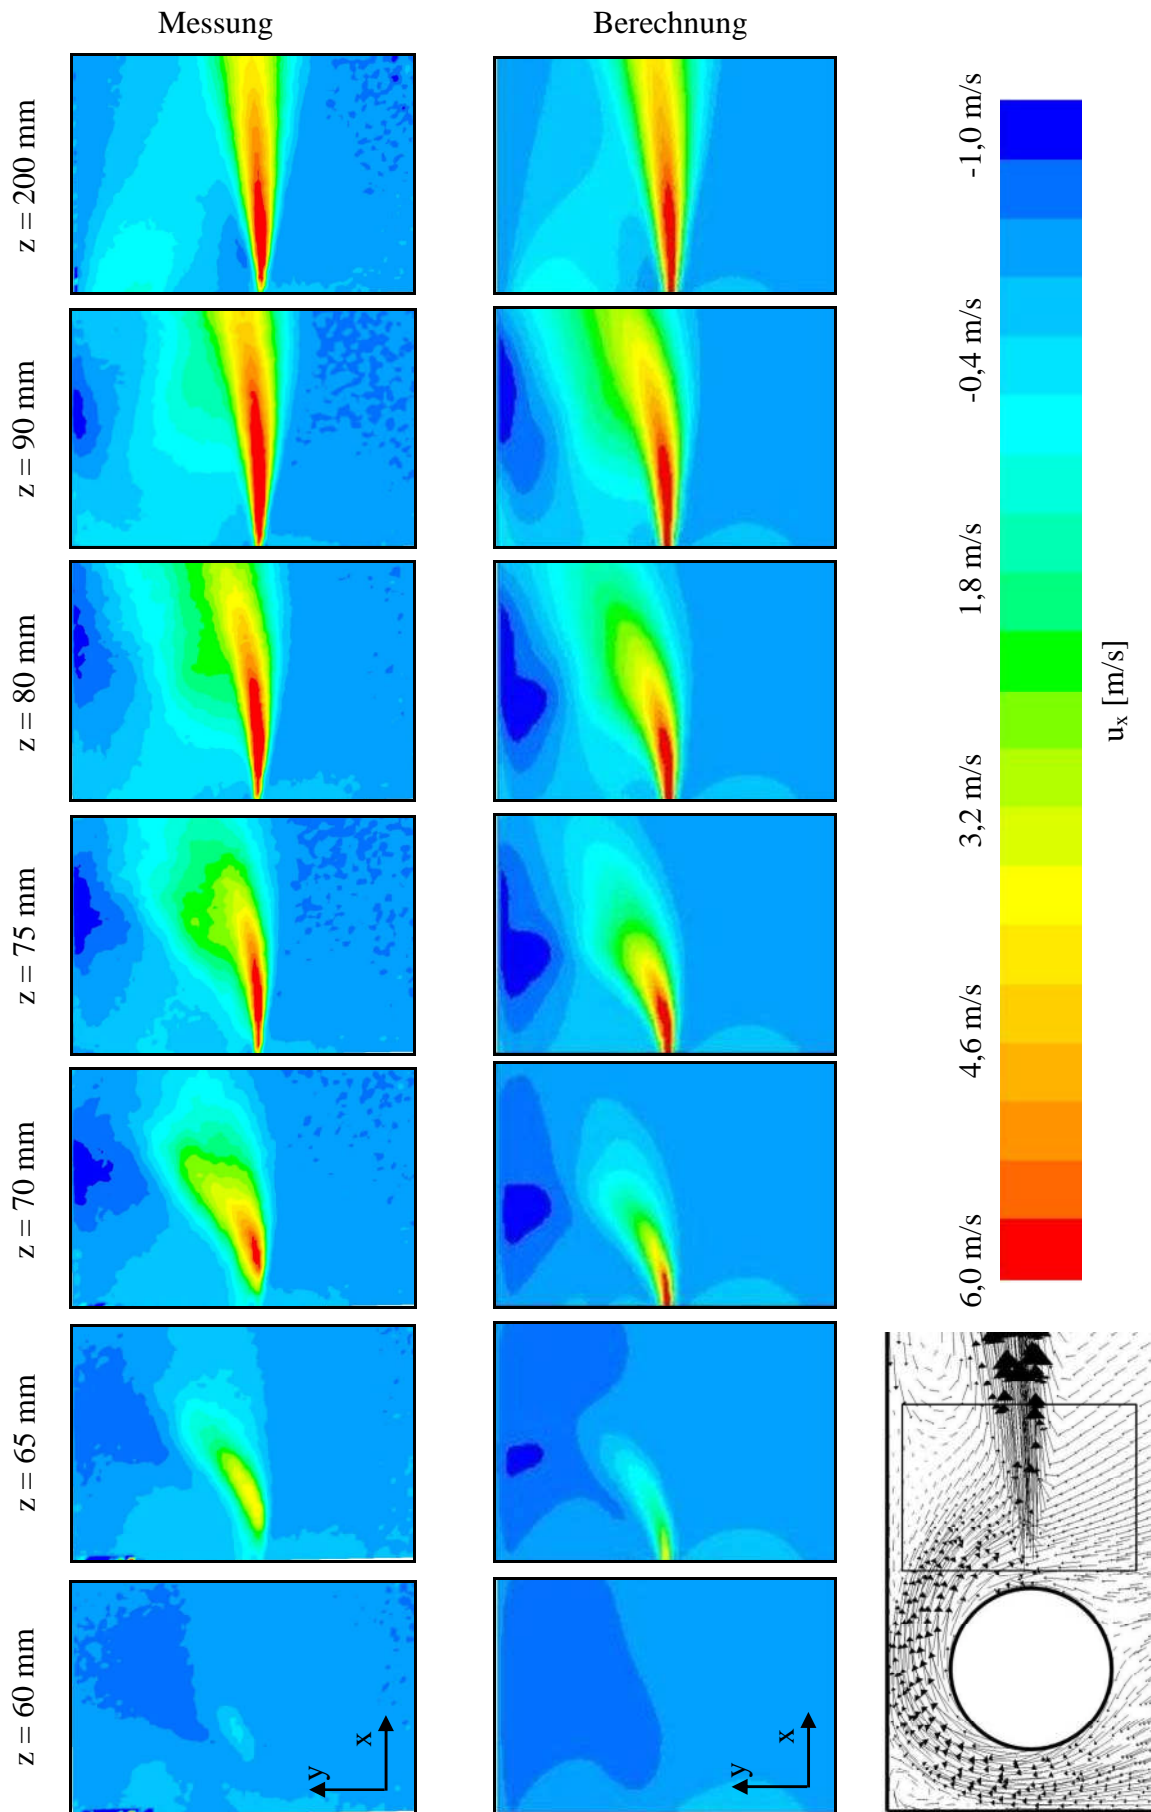 Messung
Berechnung
z = 200 mm
z = 90 mm
z = 80 mm
z = 75 mm
z = 70 mm
z = 65 mm
z = 60 mm
y
x
y
x
-1,0 m/s
-0,4 m/s
1,8 m/s
3,2 m/s
4,6 m/s
6,0 m/s
uₓ [m/s]